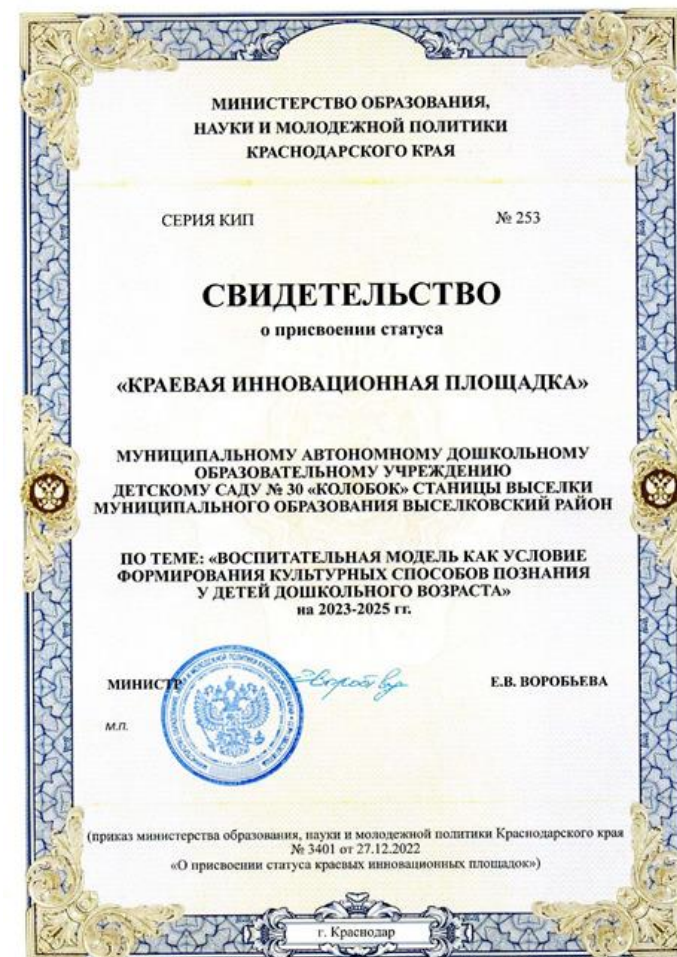 МИНИСТЕРСТВО ОБРАЗОВАНИЯ,
НАУКИ И МОЛОДЕЖНОЙ ПОЛИТИКИ
КРАСНОДАРСКОГО КРАЯ
СЕРИЯ КИП № 253
СВИДЕТЕЛЬСТВО
о присвоении статуса
«КРАЕВАЯ ИННОВАЦИОННАЯ ПЛОЩАДКА»
МУНИЦИПАЛЬНОМУ АВТОНОМНОМУ ДОШКОЛЬНОМУ
ОБРАЗОВАТЕЛЬНОМУ УЧРЕЖДЕНИЮ
ДЕТСКОМУ САДУ № 30 «КОЛОБОК» СТАНИЦЫ ВЫСЕЛКИ
МУНИЦИПАЛЬНОГО ОБРАЗОВАНИЯ ВЫСЕЛКОВСКИЙ РАЙОН
ПО ТЕМЕ: «ВОСПИТАТЕЛЬНАЯ МОДЕЛЬ КАК УСЛОВИЕ
ФОРМИРОВАНИЯ КУЛЬТУРНЫХ СПОСОБОВ ПОЗНАНИЯ
У ДЕТЕЙ ДОШКОЛЬНОГО ВОЗРАСТА»
на 2023-2025 гг.
МИНИСТР Е.В. ВОРОБЬЕВА
М.П.
(приказ министерства образования, науки и молодежной политики Краснодарского края
№ 3401 от 27.12.2022
«О присвоении статуса краевых инновационных площадок»)
г. Краснодар